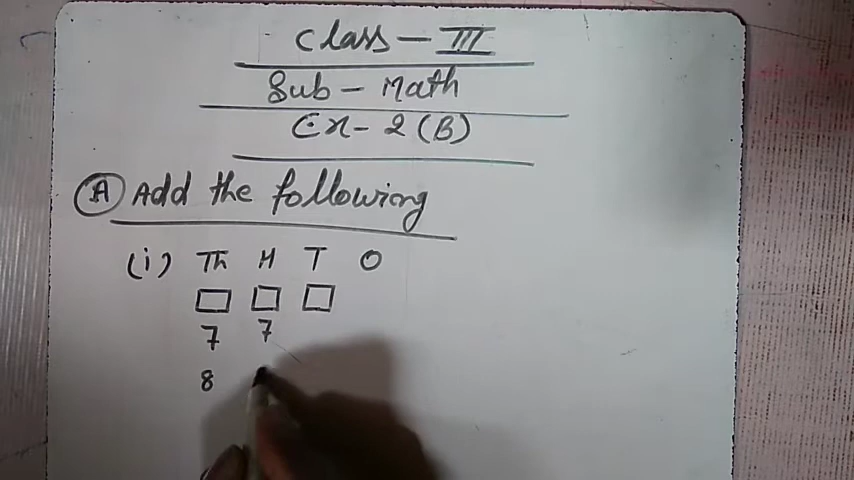 Class - III
Sub - Math
Ex - 2 (B)
(A) Add the following
(i) Th H T O
7 7
8